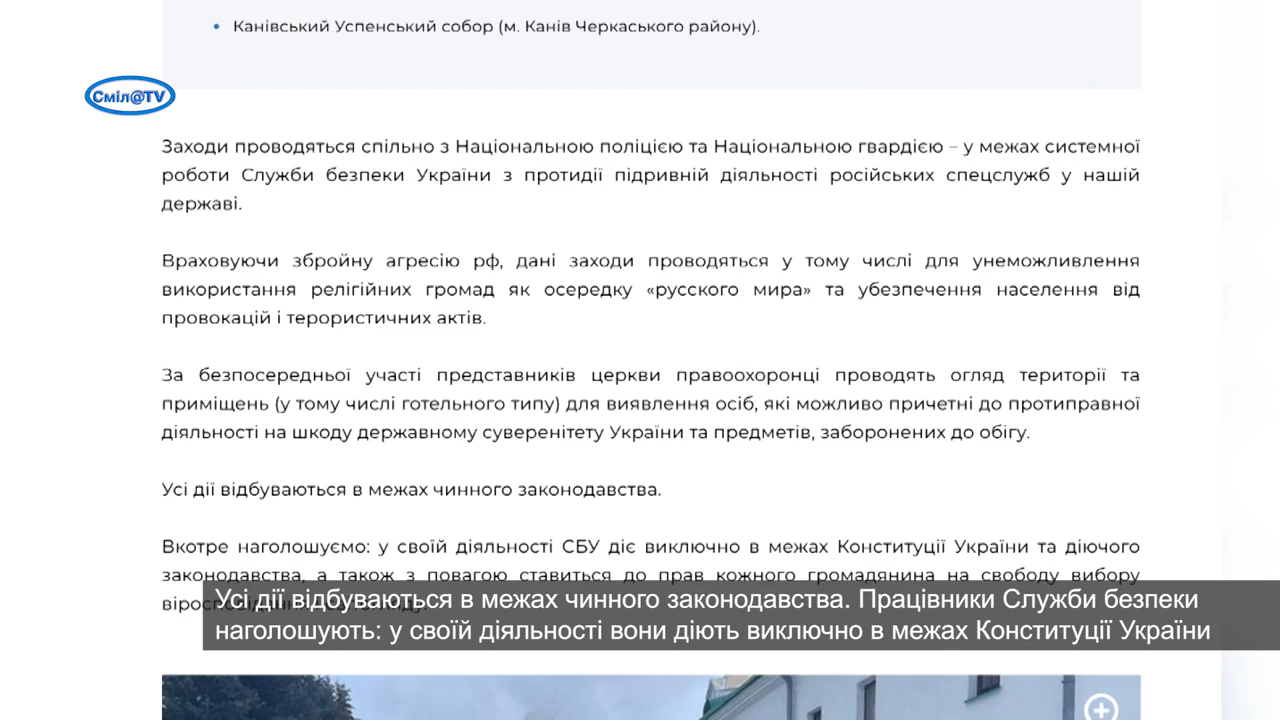 Канівський Успенський собор (м. Канів Черкаського району).
Сміл@TV
Заходи проводяться спільно з Національною поліцією та Національною гвардією – у межах системної
роботи Служби безпеки України з протидії підривній діяльності російських спецслужб у нашій
державі.
Враховуючи збройну агресію рф, дані заходи проводяться у тому числі для унеможливлення
використання релігійних громад як осередку «русского мира» та убезпечення населення від
провокацій і терористичних актів.
За безпосередньої участі представників церкви правоохоронці проводять огляд території та
приміщень (у тому числі готельного типу) для виявлення осіб, які можливо причетні до протиправної
діяльності на шкоду державному суверенітету України та предметів, заборонених до обігу.
Усі дії відбуваються в межах чинного законодавства.
Вкотре наголошуємо: у своїй діяльності СБУ діє виключно в межах Конституції України та діючого
законодавства, а також з повагою ставиться до прав кожного громадянина на свободу вибору
Усі дії відбуваються в межах чинного законодавства. Працівники Служби безпеки
наголошують: у своїй діяльності вони діють виключно в межах Конституції України